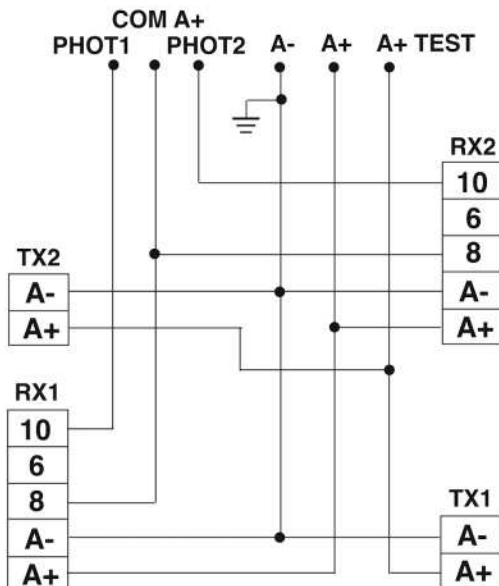 COM A+
PHOT1
PHOT2
A-
A+
A+ TEST
RX2
10
6
8
A-
A+
TX2
A-
A+
RX1
10
6
8
A-
A+
TX1
A-
A+